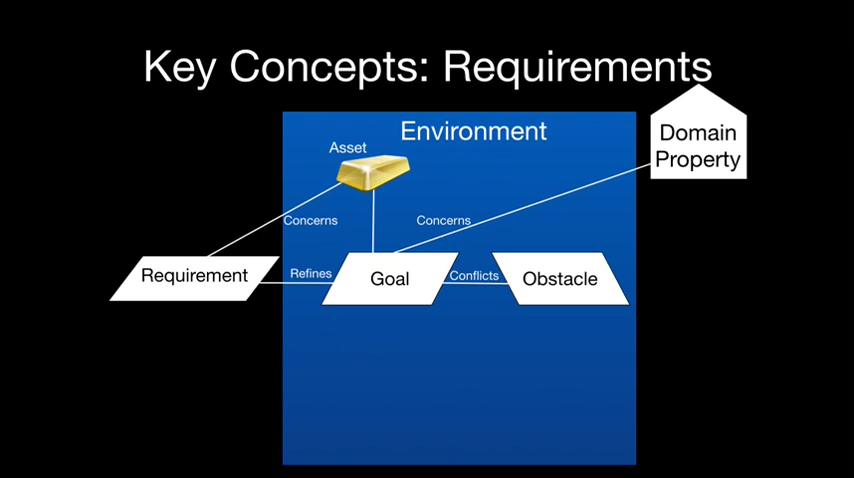 Key Concepts: Requirements
Environment
Domain
Property
Asset
Concerns
Concerns
Requirement
Refines
Goal
Conflicts
Obstacle